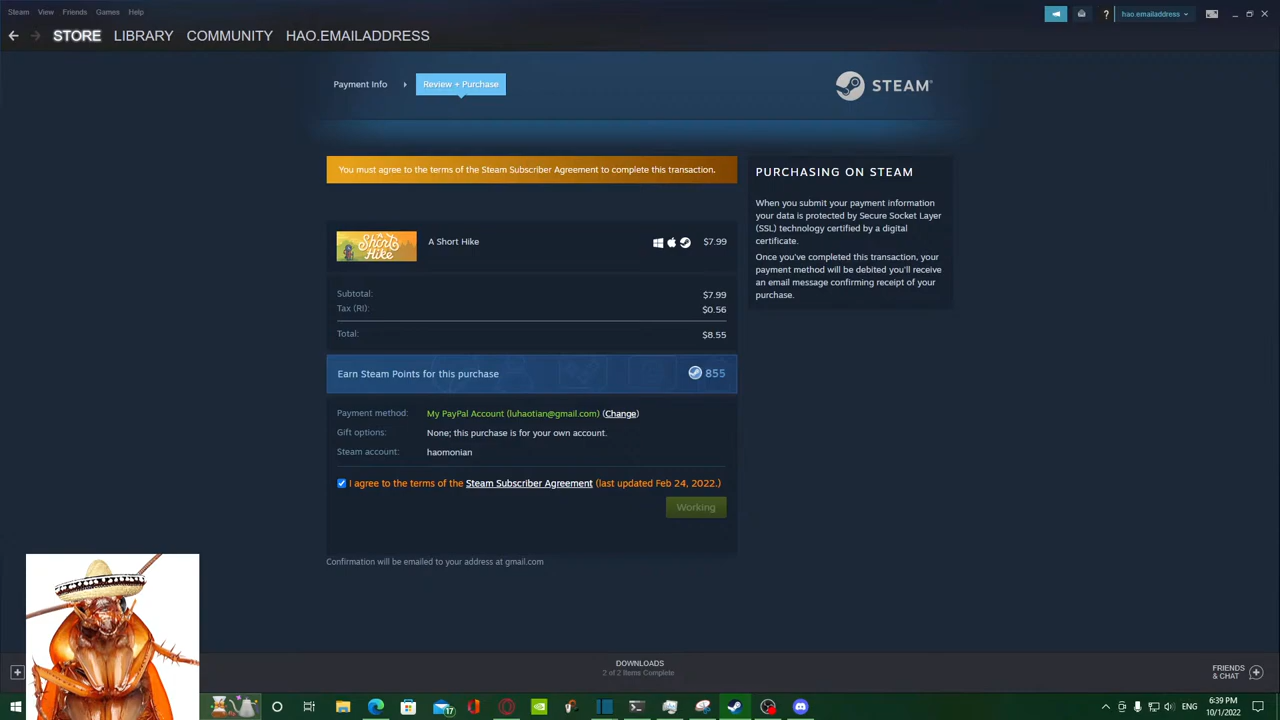 Steam View Friends Games Help
hao.emailaddress
STORE LIBRARY COMMUNITY HAO.EMAILADDRESS
Payment Info Review + Purchase
STEAM®
You must agree to the terms of the Steam Subscriber Agreement to complete this transaction.
A Short Hike
A Short Hike $7.99
Subtotal: $7.99
Tax (RI): $0.56
Total: $8.55
Earn Steam Points for this purchase 855
Payment method: My PayPal Account (luhaotian@gmail.com) (Change)
Gift options: None; this purchase is for your own account.
Steam account: haomonian
I agree to the terms of the Steam Subscriber Agreement (last updated Feb 24, 2022.)
Working
Confirmation will be emailed to your address at gmail.com
PURCHASING ON STEAM
When you submit your payment information
your data is protected by Secure Socket Layer
(SSL) technology certified by a digital
certificate.
Once you've completed this transaction, your
payment method will be debited you'll receive
an email message confirming receipt of your
purchase.
DOWNLOADS
2 of 2 Items Complete
FRIENDS
& CHAT
17
6:39 PM
10/1/2022